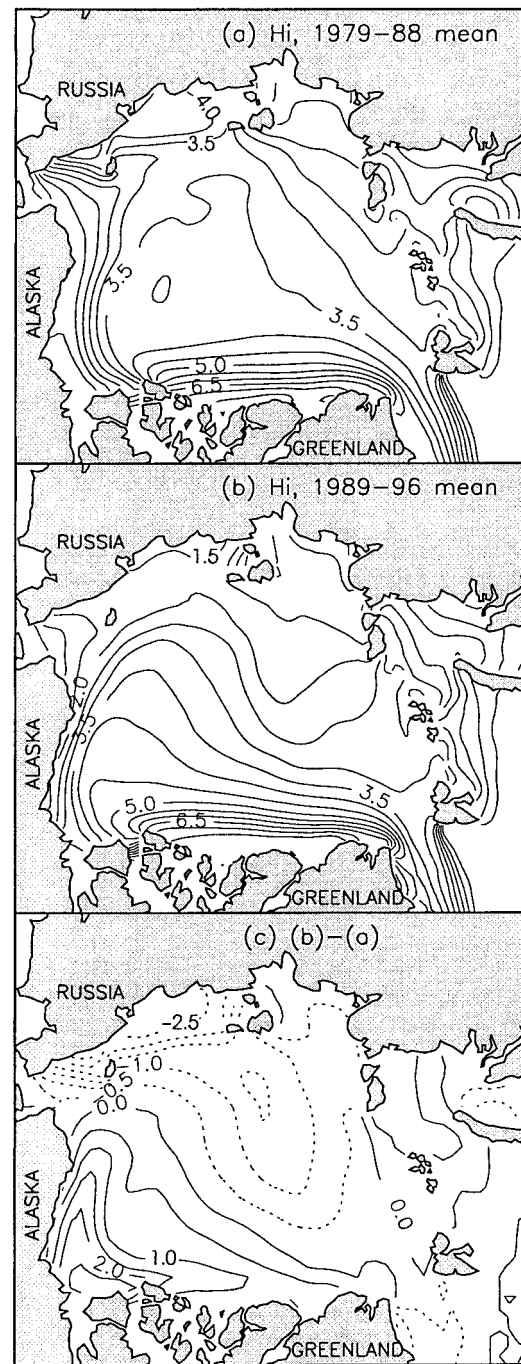 (a) Hi, 1979-88 mean
RUSSIA
4.0
3.5
ALASKA
3.5
3.5
5.0
6.5
GREENLAND
(b) Hi, 1989-96 mean
RUSSIA
1.5
2.0
3.5
ALASKA
5.0
3.5
6.5
GREENLAND
(c) (b)-(a)
RUSSIA
-2.5
-1.0
-0.5
0.0
0.0
ALASKA
1.0
2.0
GREENLAND